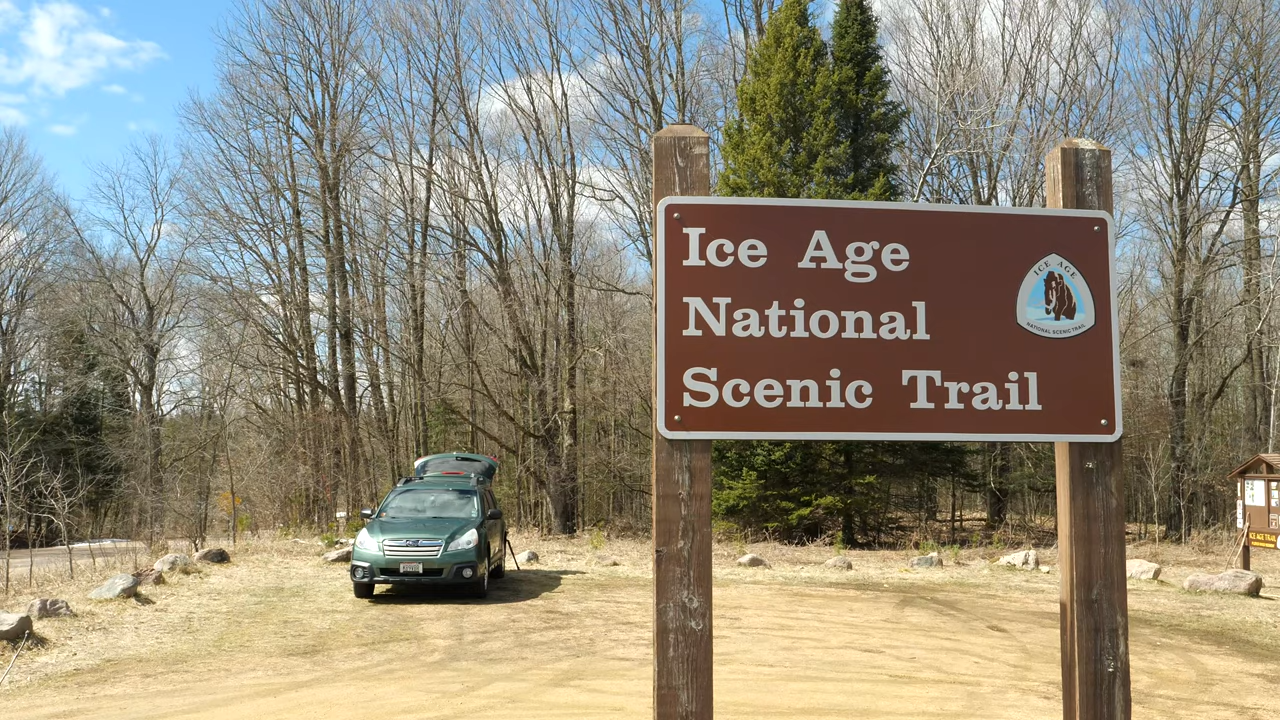 Ice Age
National
Scenic Trail
ICE AGE
NATIONAL SCENIC TRAIL
ICE AGE TRAIL